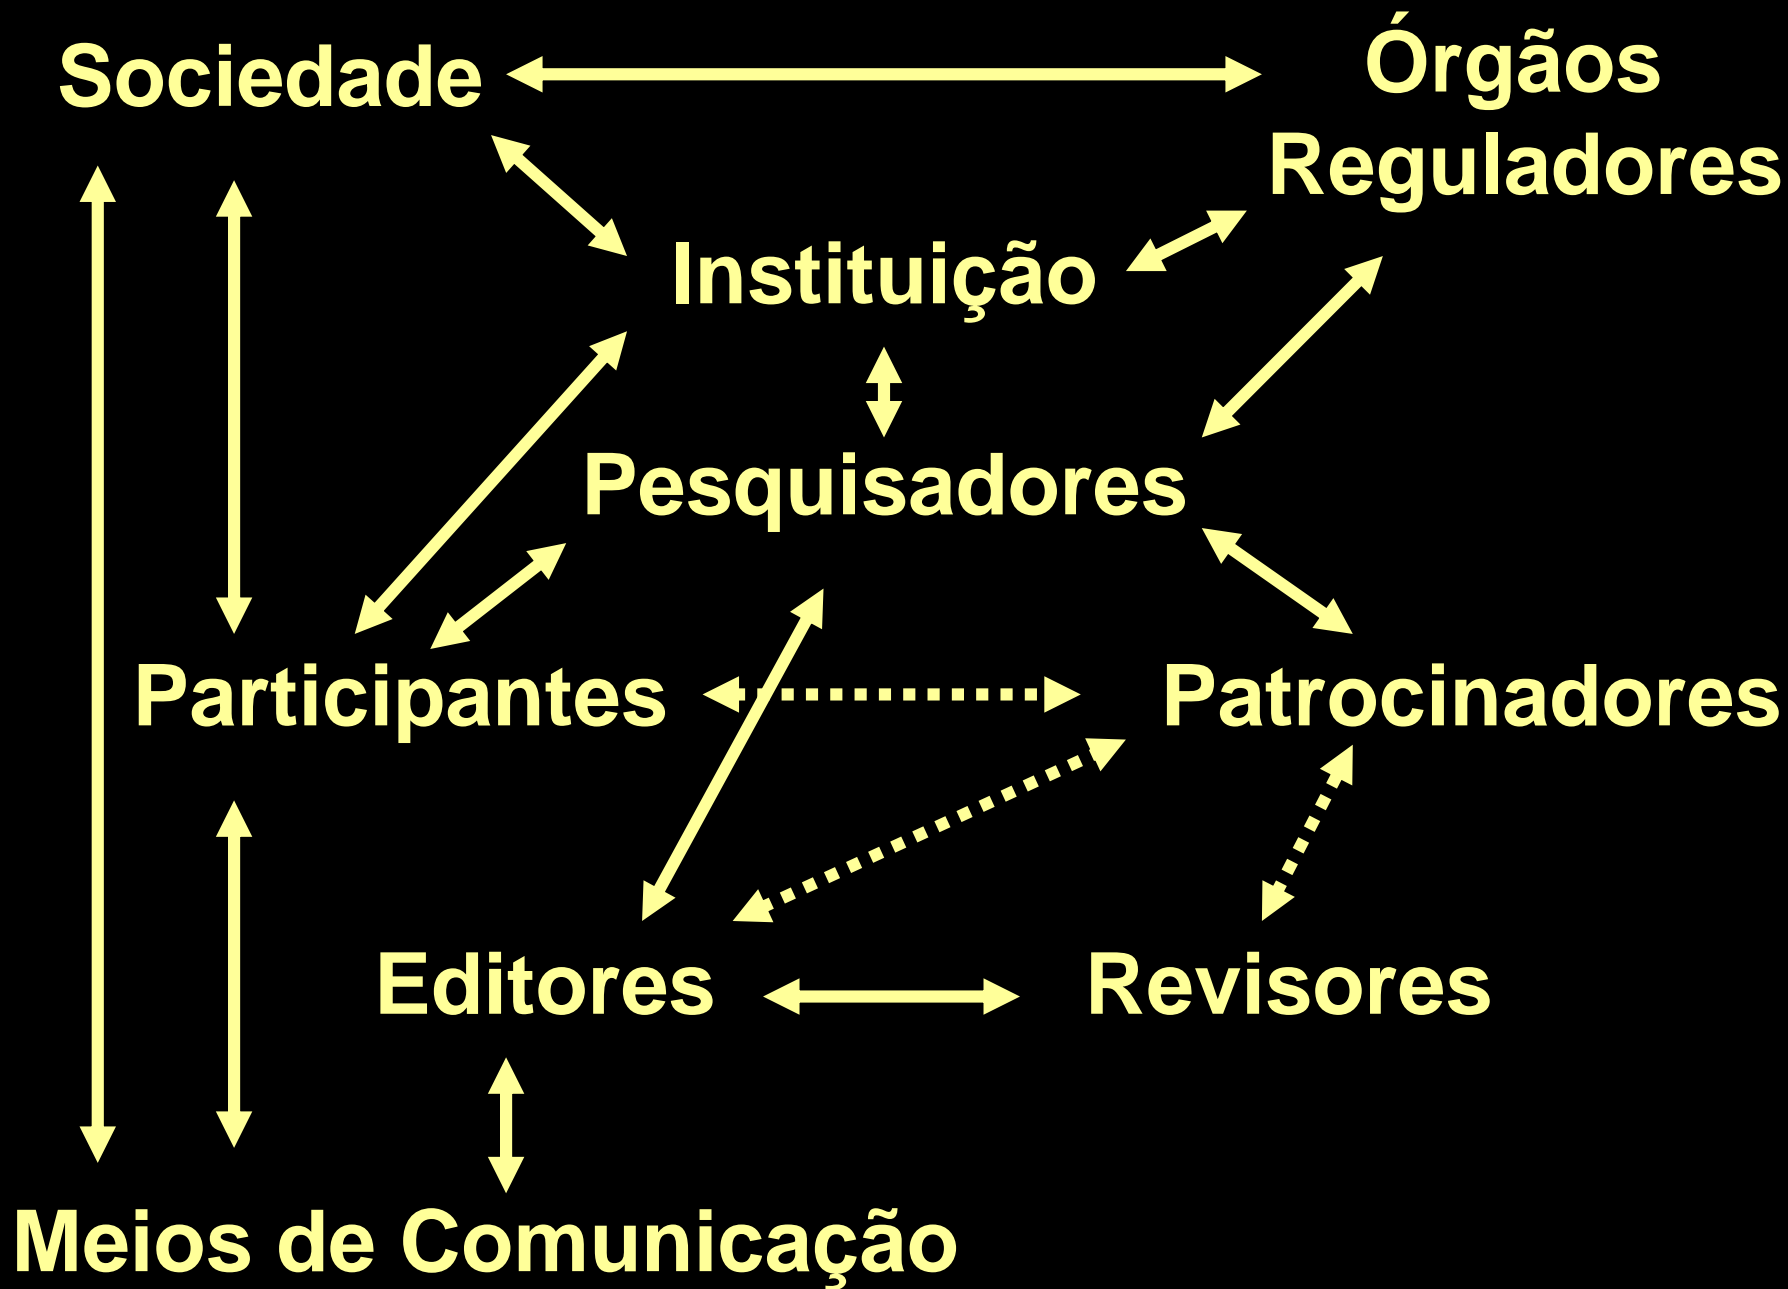 Sociedade
Órgãos
Reguladores
Instituição
Pesquisadores
Participantes
Patrocinadores
Editores
Revisores
Meios de Comunicação